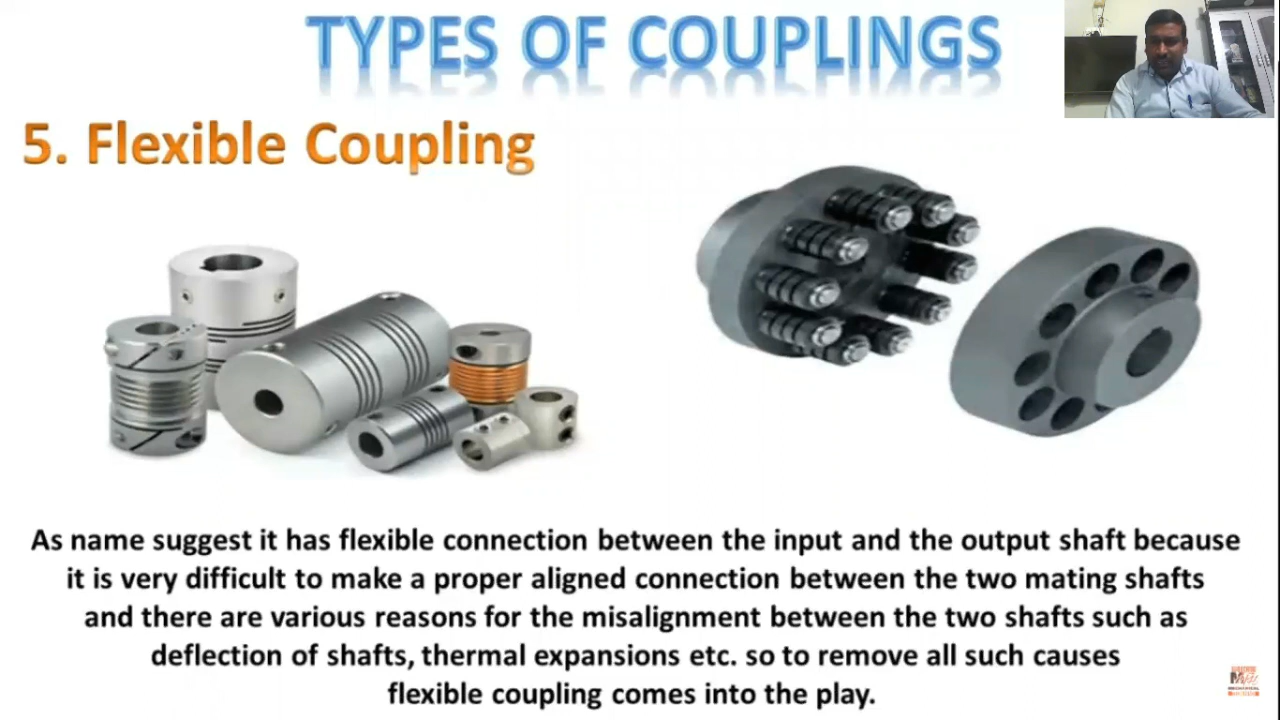 TYPES OF COUPLINGS
5. Flexible Coupling
As name suggest it has flexible connection between the input and the output shaft because
it is very difficult to make a proper aligned connection between the two mating shafts
and there are various reasons for the misalignment between the two shafts such as
deflection of shafts, thermal expansions etc. so to remove all such causes
flexible coupling comes into the play.